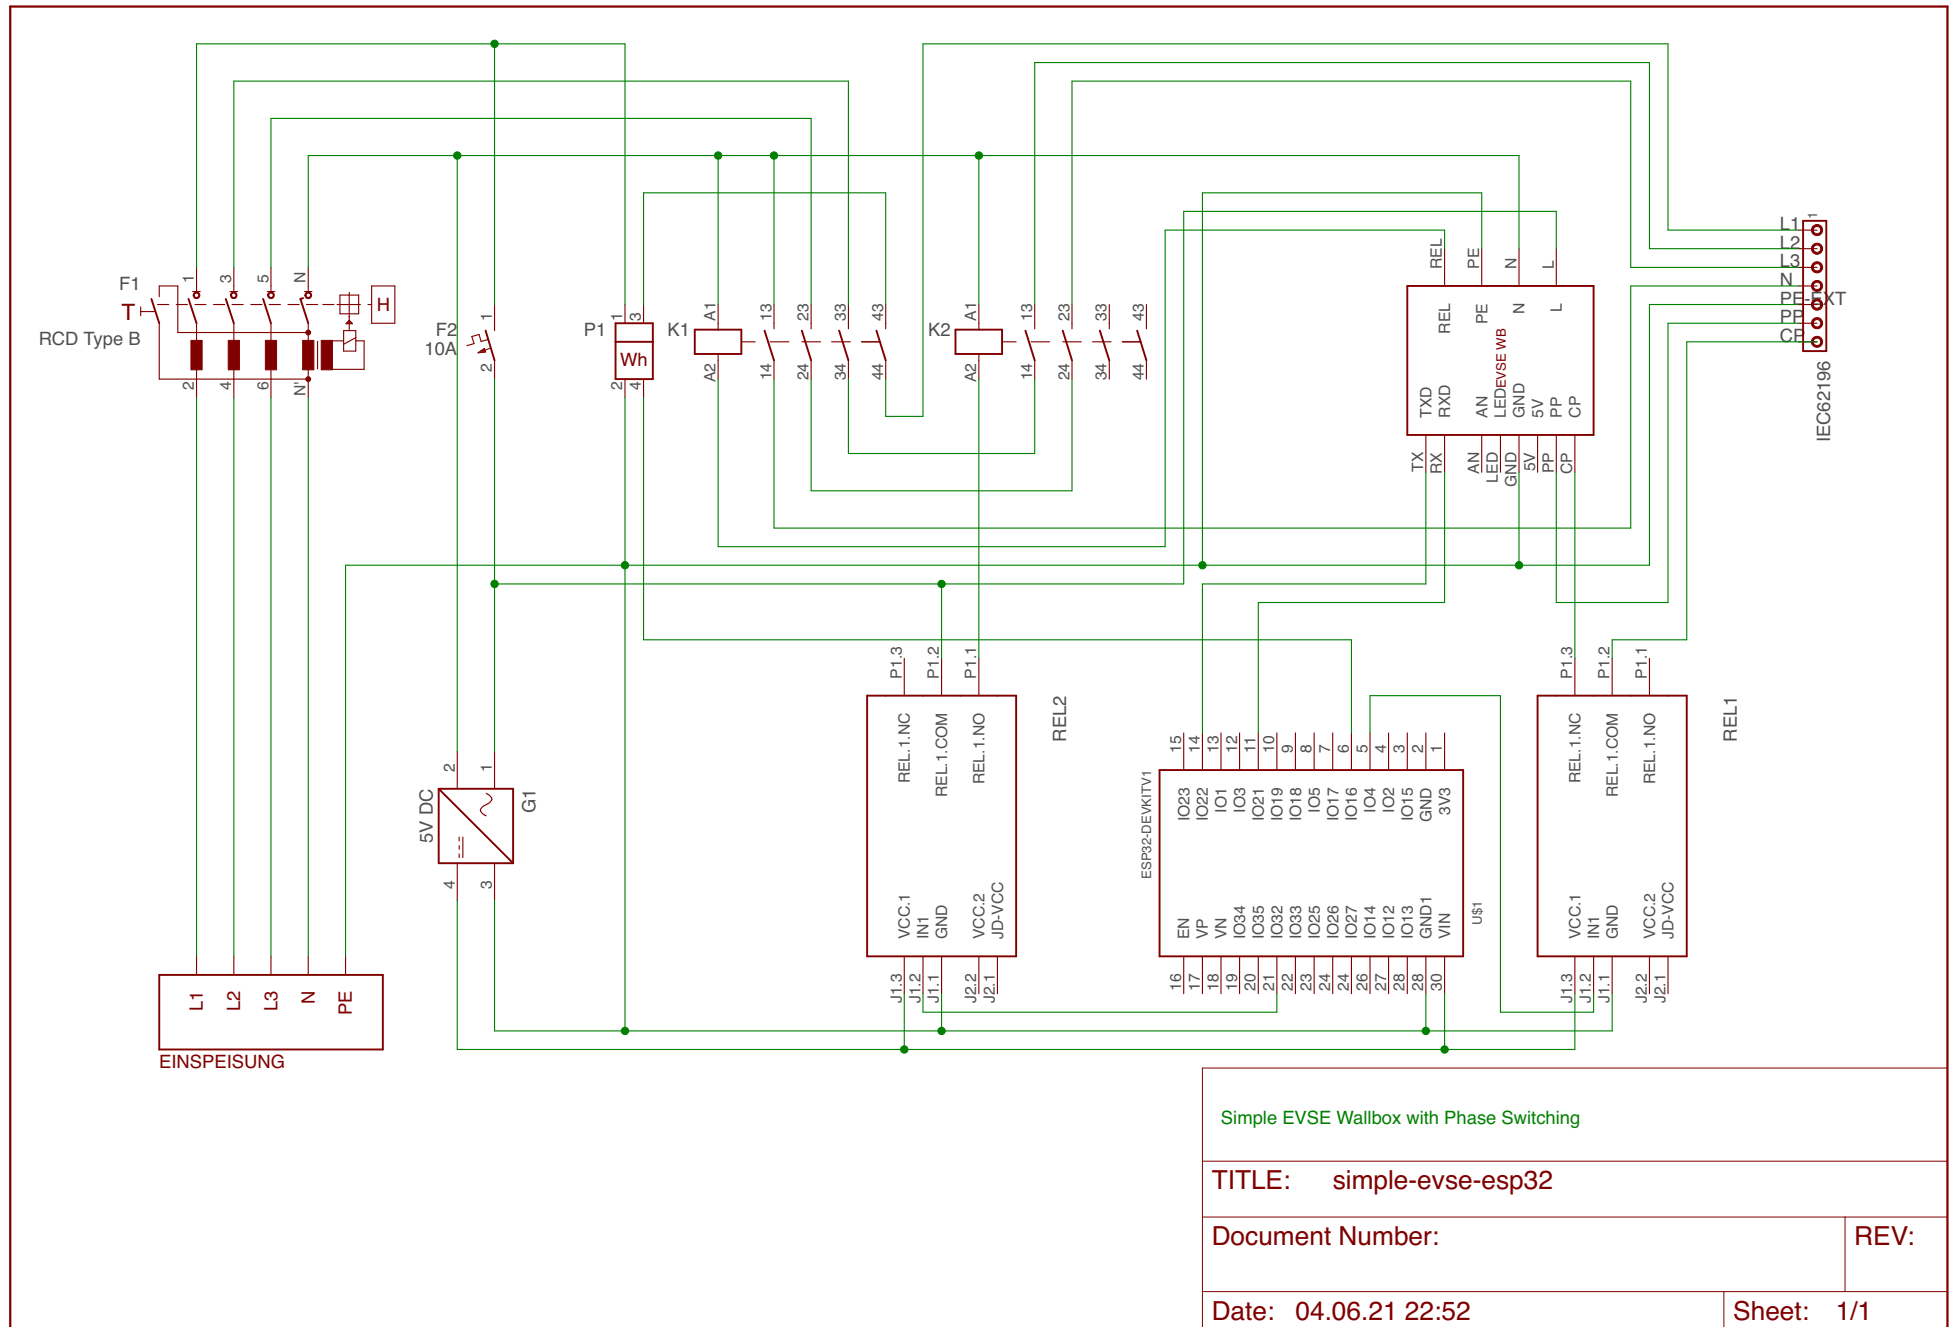 F1
T
RCD Type B
1
3
5
N
H
2
4
6
N'
F2
10A
1
2
P1
1
3
Wh
2
4
K1
A1
A2
13
23
33
43
14
24
34
44
K2
A1
A2
13
23
33
43
14
24
34
44
REL
PE
N
L
REL
PE
N
L
EVSE WB
TXD
RXD
AN
LED
GND
5V
PP
CP
TX
RX
AN
LED
GND
5V
PP
CP
1
L1
L2
L3
N
PE-EXT
PP
CP
IEC62196
2
1
5V DC
G1
4
3
P1.3
P1.2
P1.1
REL2
REL.1.NC
REL.1.COM
REL.1.NO
VCC.1
IN1
GND
VCC.2
JD-VCC
J1.3
J1.2
J1.1
J2.2
J2.1
15
14
13
12
11
10
9
8
7
6
5
4
3
2
1
ESP32-DEVKITV1
IO23
IO22
IO1
IO3
IO21
IO19
IO18
IO5
IO17
IO16
IO4
IO2
IO15
GND
3V3
EN
VP
VN
IO34
IO35
IO32
IO33
IO25
IO26
IO27
IO14
IO12
IO13
GND1
VIN
U$1
16
17
18
19
20
21
22
23
24
24
26
27
28
28
30
P1.3
P1.2
P1.1
REL1
REL.1.NC
REL.1.COM
REL.1.NO
VCC.1
IN1
GND
VCC.2
JD-VCC
J1.3
J1.2
J1.1
J2.2
J2.1
L1
L2
L3
N
PE
EINSPEISUNG
Simple EVSE Wallbox with Phase Switching
TITLE: simple-evse-esp32
Document Number:
REV:
Date: 04.06.21 22:52
Sheet: 1/1